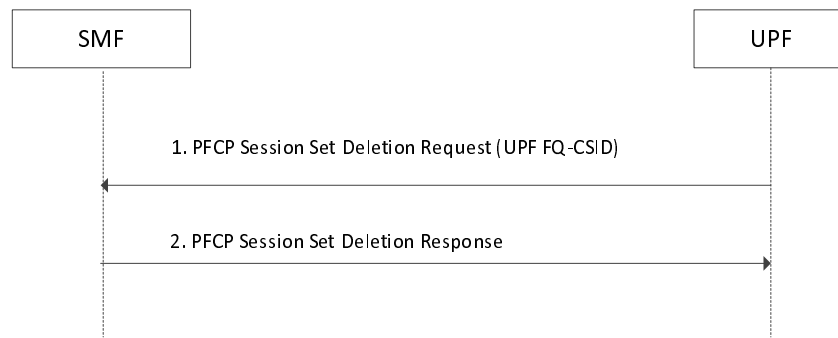 SMF
UPF
1. PFCP Session Set Deletion Request (UPF FQ-CSID)
2. PFCP Session Set Deletion Response